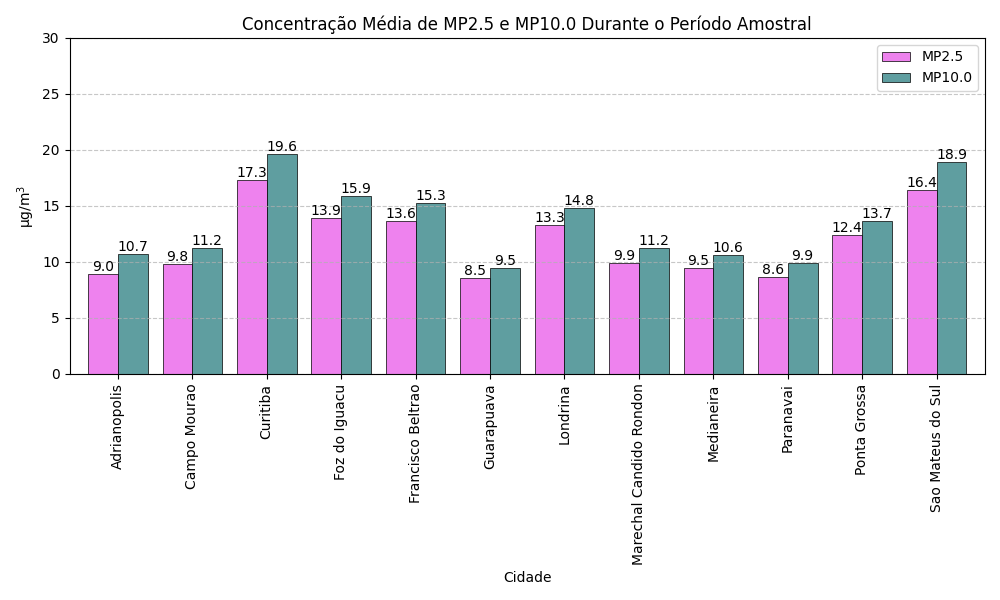 Concentração Média de MP2.5 e MP10.0 Durante o Período Amostral
MP2.5
MP10.0
µg/m³
30
25
20
15
10
5
0
9.0
10.7
9.8
11.2
17.3
19.6
13.9
15.9
13.6
15.3
8.5
9.5
13.3
14.8
9.9
11.2
9.5
10.6
8.6
9.9
12.4
13.7
16.4
18.9
Adrianopolis
Campo Mourao
Curitiba
Foz do Iguacu
Francisco Beltrao
Guarapuava
Londrina
Marechal Candido Rondon
Medianeira
Paranavai
Ponta Grossa
Sao Mateus do Sul
Cidade